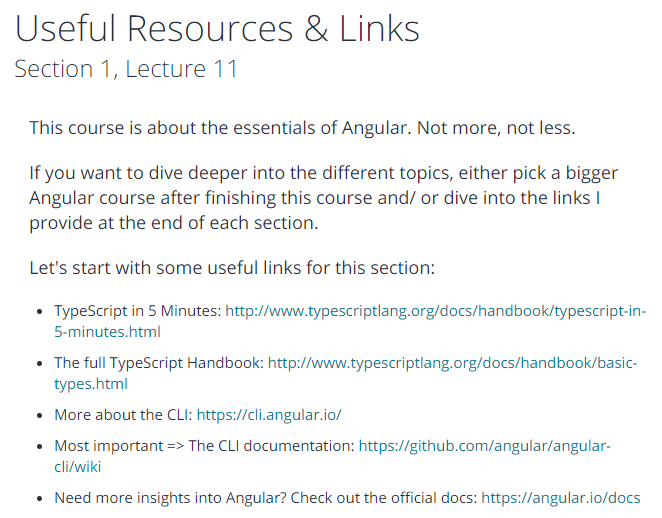 Useful Resources & Links
Section 1, Lecture 11
This course is about the essentials of Angular. Not more, not less.
If you want to dive deeper into the different topics, either pick a bigger
Angular course after finishing this course and/ or dive into the links I
provide at the end of each section.
Let's start with some useful links for this section:
• TypeScript in 5 Minutes: http://www.typescriptlang.org/docs/handbook/typescript-in-
5-minutes.html
• The full TypeScript Handbook: http://www.typescriptlang.org/docs/handbook/basic-
types.html
• More about the CLI: https://cli.angular.io/
• Most important => The CLI documentation: https://github.com/angular/angular-
cli/wiki
• Need more insights into Angular? Check out the official docs: https://angular.io/docs